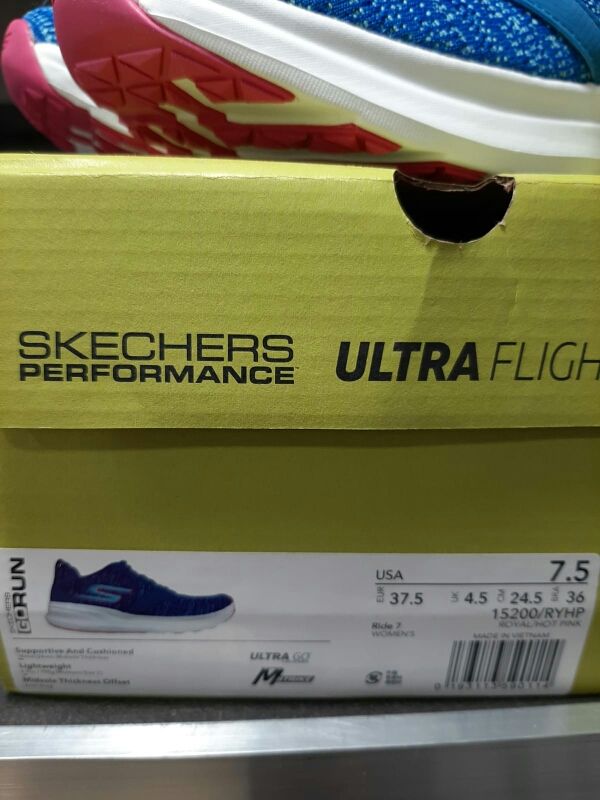 SKECHERS
PERFORMANCE
ULTRA FLIGH
SKECHERS
GORUN
USA 7.5
EUR 37.5 UK 4.5 CM 24.5 BRA 36
15200/RYHP
ROYAL/HOT PINK
Ride 7
WOMEN'S
MADE IN VIETNAM
Supportive And Cushioned
Lightweight
Midsole Thickness Offset
ULTRA GO
M STRIKE